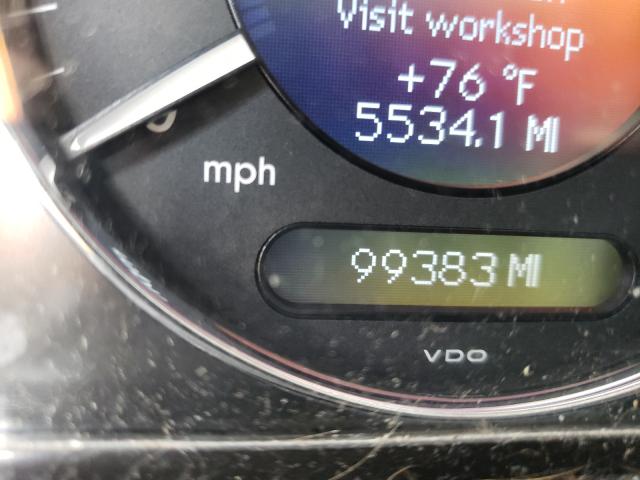 Visit workshop
+76 °F
5534.1 MI
mph
99383 MI
VDO